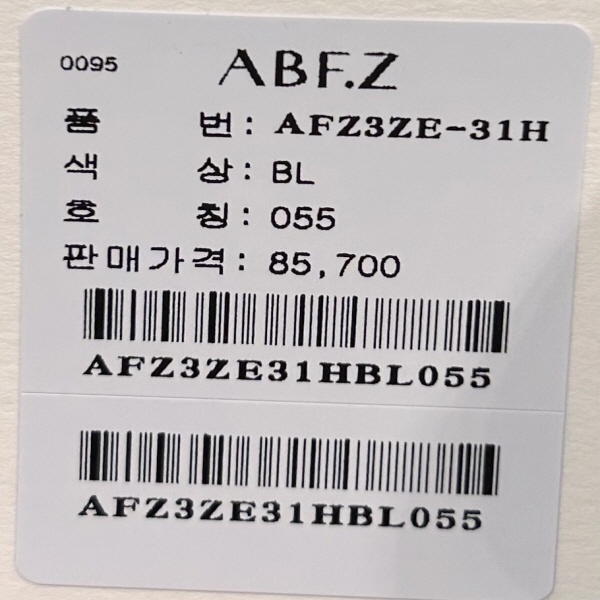 0095 ABF.Z
품 번: AFZ3ZE-31H
색 상: BL
호 칭: 055
판매가격: 85,700
AFZ3ZE31HBL055
AFZ3ZE31HBL055